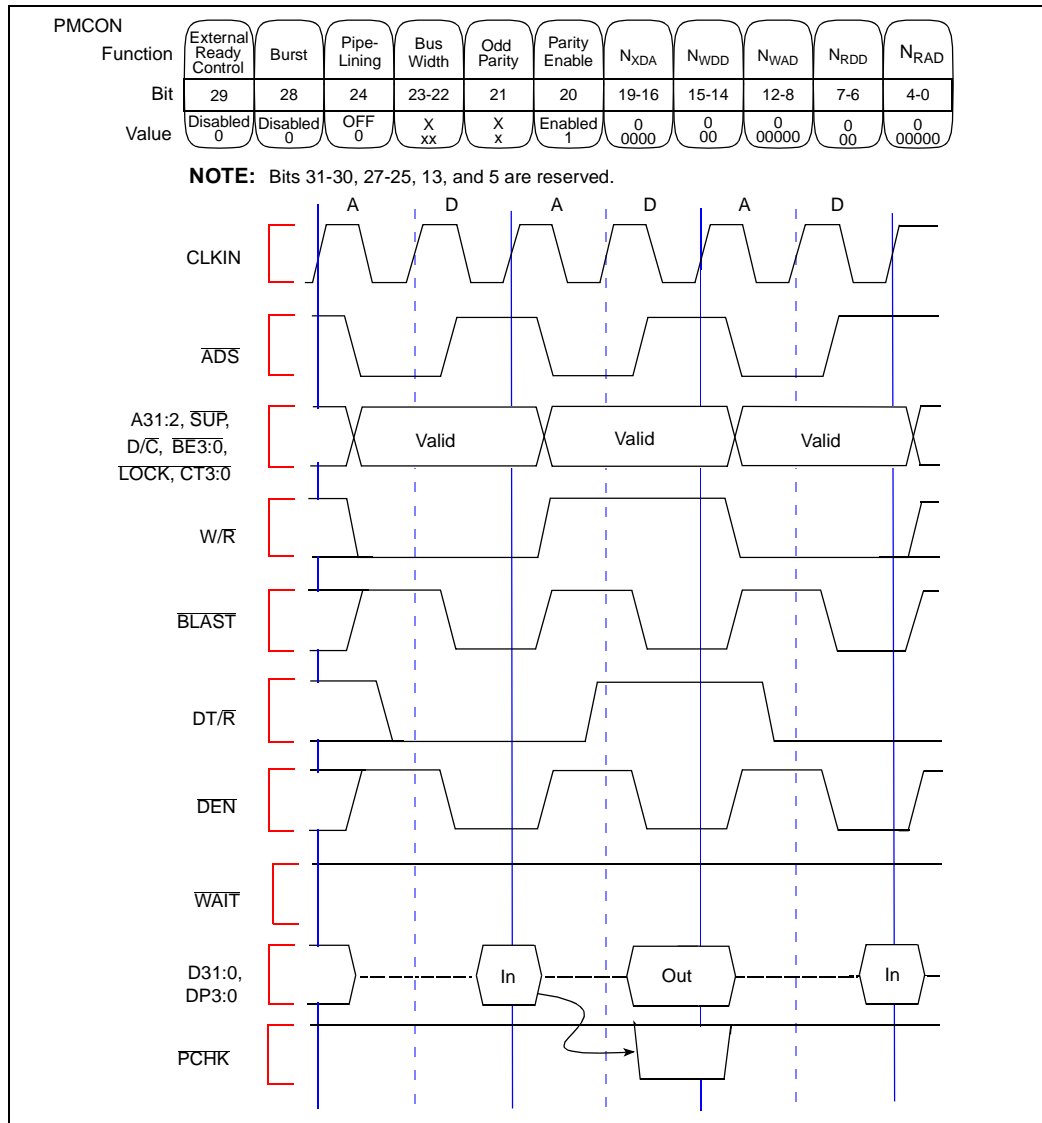 PMCON
Function External Ready Control Burst Pipe-Lining Bus Width Odd Parity Parity Enable NXDA NWDD NWAD NRDD NRAD
Bit 29 28 24 23-22 21 20 19-16 15-14 12-8 7-6 4-0
Value Disabled 0 Disabled 0 OFF 0 X xx X x Enabled 1 0 0000 0 00 0 00000 0 00 0 00000
NOTE: Bits 31-30, 27-25, 13, and 5 are reserved.
A D A D A D
CLKIN
ADS
A31:2, SUP,
D/C, BE3:0,
LOCK, CT3:0
Valid Valid Valid
W/R
BLAST
DT/R
DEN
WAIT
D31:0,
DP3:0
In Out In
PCHK